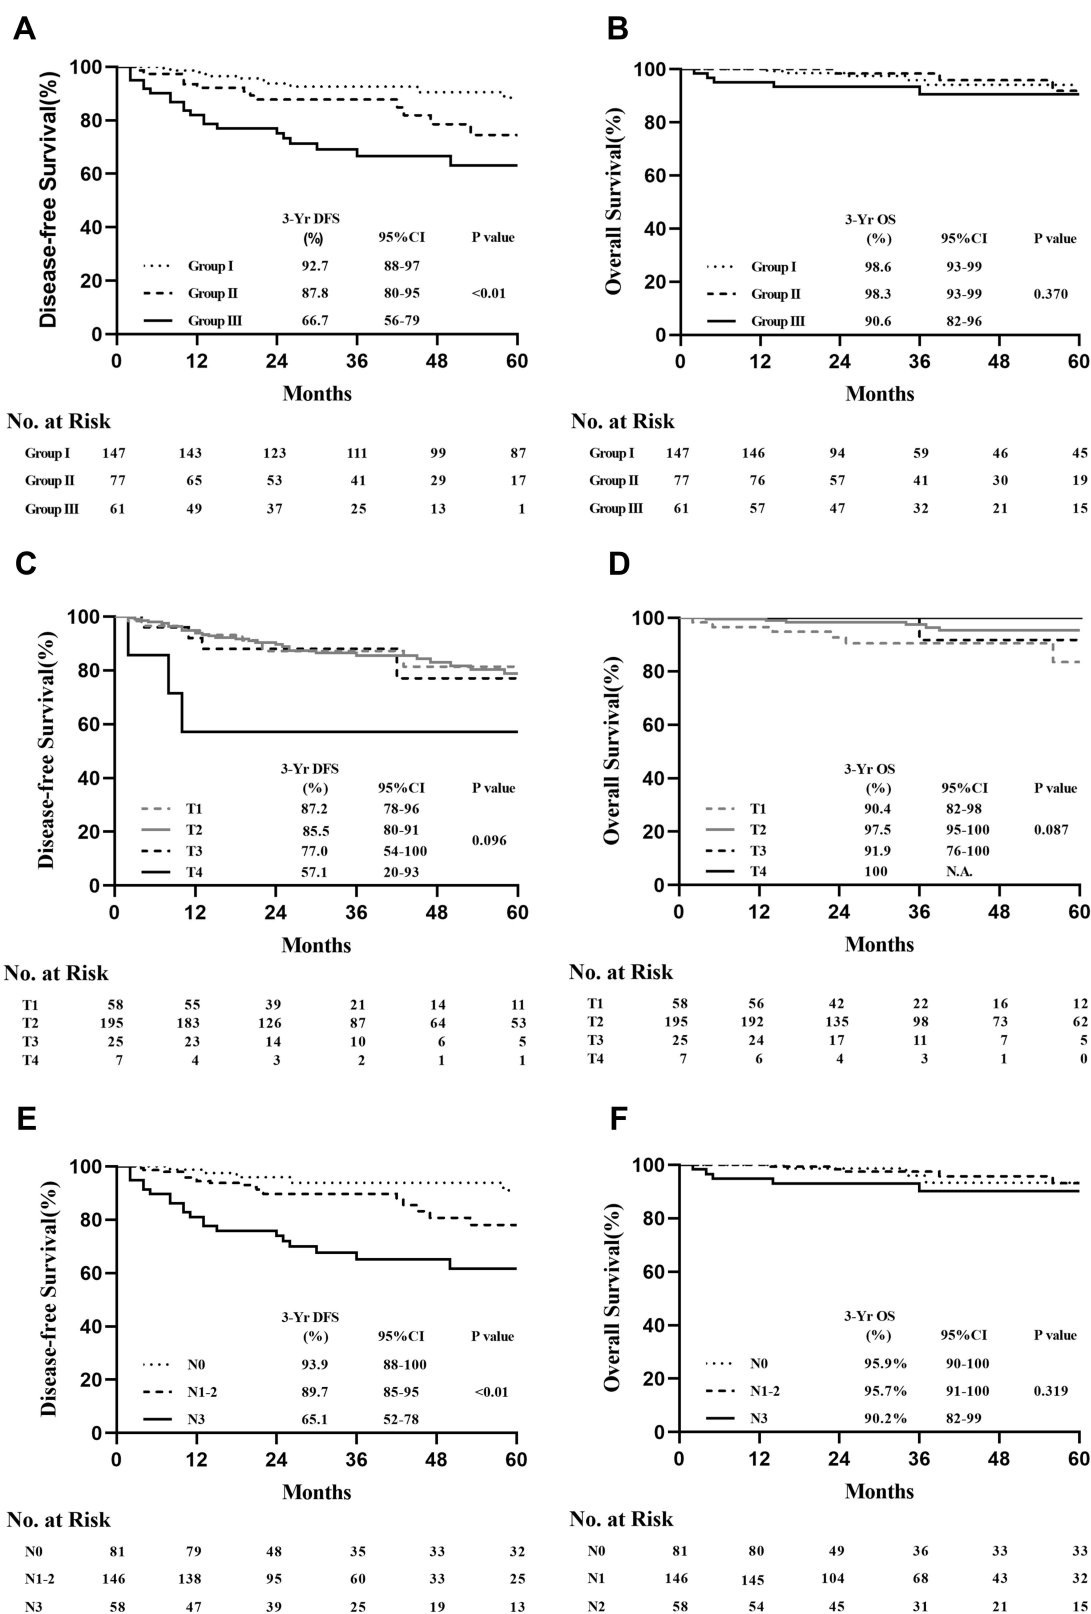 A
Disease-free Survival(%)
100
80
60
40
20
0
3-Yr DFS
(%) 95%CI P value
Group I 92.7 88-97
Group II 87.8 80-95 <0.01
Group III 66.7 56-79
0 12 24 36 48 60
Months
No. at Risk
Group I 147 143 123 111 99 87
Group II 77 65 53 41 29 17
Group III 61 49 37 25 13 1
B
Overall Survival(%)
100
80
60
40
20
0
3-Yr OS
(%) 95%CI P value
Group I 98.6 93-99
Group II 98.3 93-99 0.370
Group III 90.6 82-96
0 12 24 36 48 60
Months
No. at Risk
Group I 147 146 94 59 46 45
Group II 77 76 57 41 30 19
Group III 61 57 47 32 21 15
C
Disease-free Survival(%)
100
80
60
40
20
0
3-Yr DFS
(%) 95%CI P value
T1 87.2 78-96
T2 85.5 80-91
0.096
T3 77.0 54-100
T4 57.1 20-93
0 12 24 36 48 60
Months
No. at Risk
T1 58 55 39 21 14 11
T2 195 183 126 87 64 53
T3 25 23 14 10 6 5
T4 7 4 3 2 1 1
D
Overall Survival(%)
100
80
60
40
20
0
3-Yr OS
(%) 95%CI P value
T1 90.4 82-98
T2 97.5 95-100 0.087
T3 91.9 76-100
T4 100 N.A.
0 12 24 36 48 60
Months
No. at Risk
T1 58 56 42 22 16 12
T2 195 192 135 98 73 62
T3 25 24 17 11 7 5
T4 7 6 4 3 1 0
E
Disease-free Survival(%)
100
80
60
40
20
0
3-Yr DFS
(%) 95%CI P value
N0 93.9 88-100
N1-2 89.7 85-95 <0.01
N3 65.1 52-78
0 12 24 36 48 60
Months
No. at Risk
N0 81 79 48 35 33 32
N1-2 146 138 95 60 33 25
N3 58 47 39 25 19 13
F
Overall Survival(%)
100
80
60
40
20
0
3-Yr OS
(%) 95%CI P value
N0 95.9% 90-100
N1-2 95.7% 91-100 0.319
N3 90.2% 82-99
0 12 24 36 48 60
Months
No. at Risk
N0 81 80 49 36 33 33
N1 146 145 104 68 43 32
N2 58 54 45 31 21 15